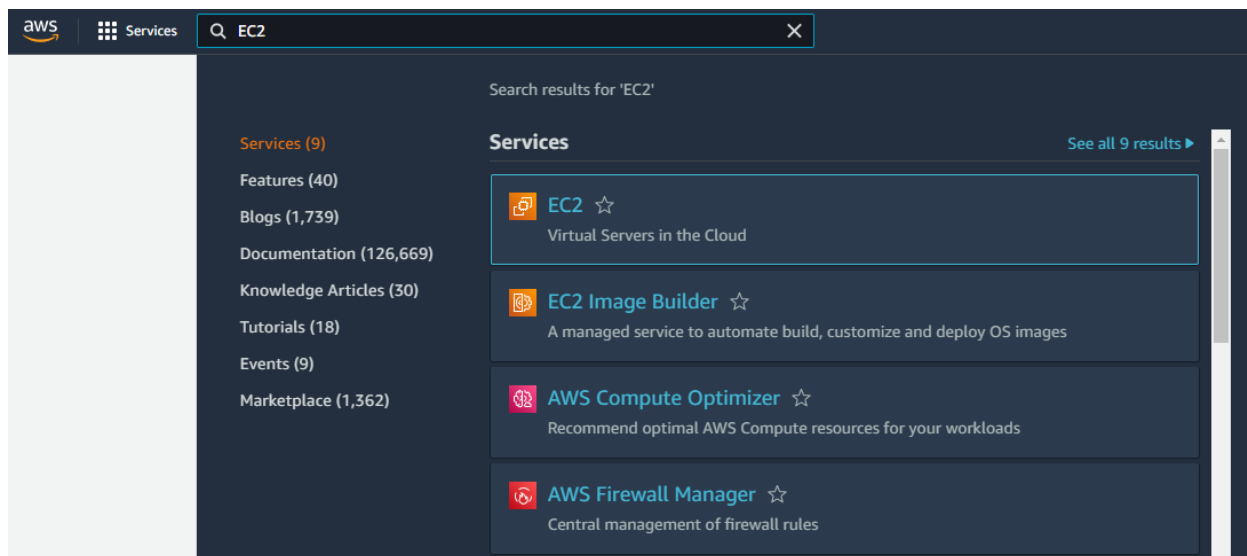 aws
Services
EC2
Search results for 'EC2'
Services (9)
Features (40)
Blogs (1,739)
Documentation (126,669)
Knowledge Articles (30)
Tutorials (18)
Events (9)
Marketplace (1,362)
Services
See all 9 results
EC2
Virtual Servers in the Cloud
EC2 Image Builder
A managed service to automate build, customize and deploy OS images
AWS Compute Optimizer
Recommend optimal AWS Compute resources for your workloads
AWS Firewall Manager
Central management of firewall rules